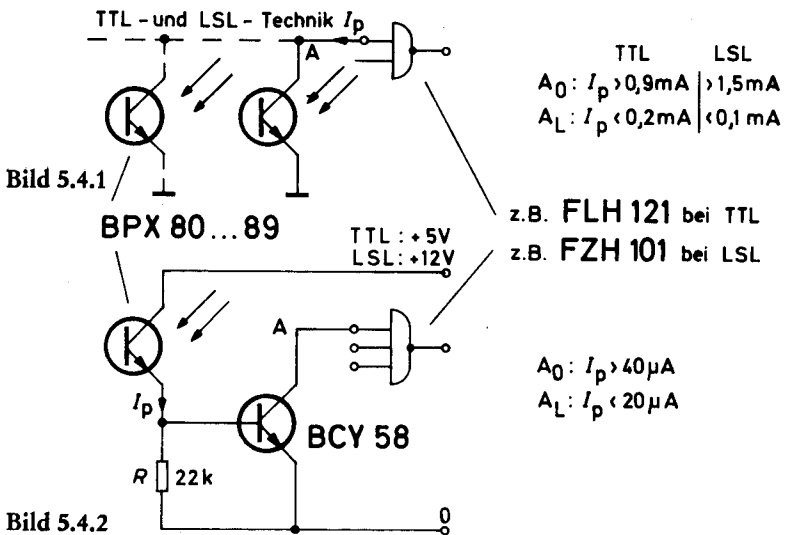 TTL - und LSL - Technik Ip
A
TTL LSL
A0 : Ip > 0,9mA | > 1,5mA
AL : Ip < 0,2mA | < 0,1 mA
Bild 5.4.1
BPX 80...89
z.B. FLH 121 bei TTL
z.B. FZH 101 bei LSL
TTL : + 5V
LSL : +12V
A
Ip
BCY 58
A0 : Ip > 40µA
AL : Ip < 20µA
R 22k
Bild 5.4.2
0